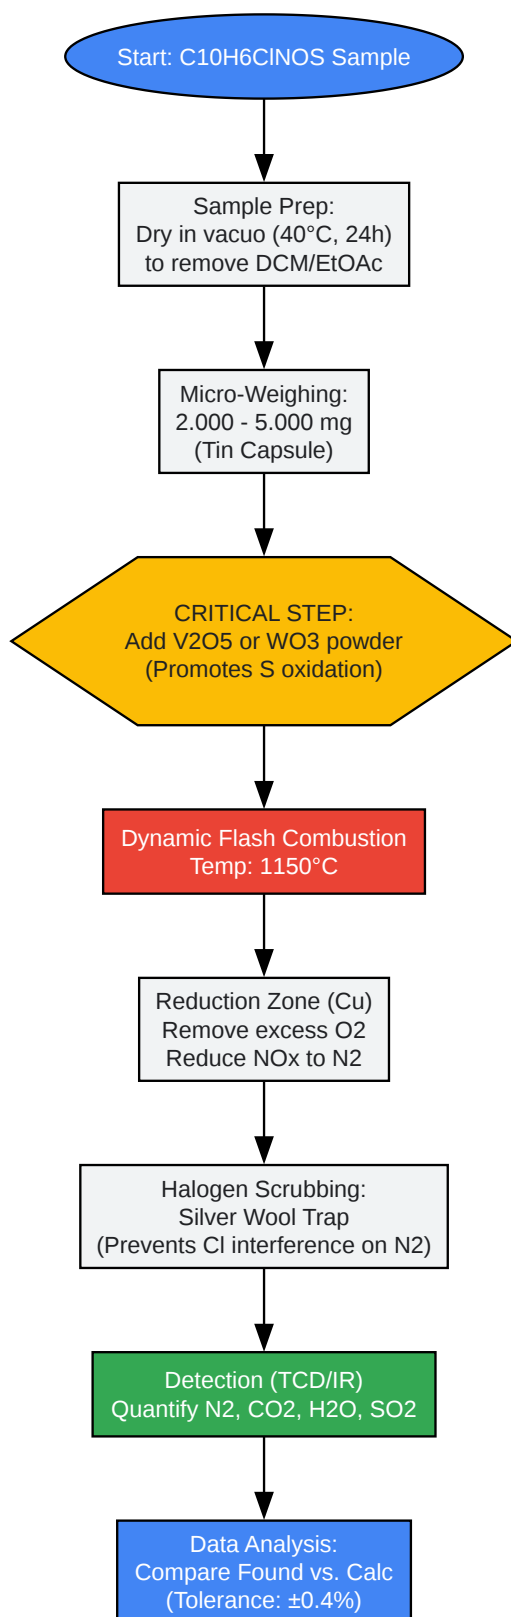 Start: C10H6ClNOS Sample
Sample Prep:
Dry in vacuo (40°C, 24h)
to remove DCM/EtOAc
Micro-Weighing:
2.000 - 5.000 mg
(Tin Capsule)
CRITICAL STEP:
Add V2O5 or WO3 powder
(Promotes S oxidation)
Dynamic Flash Combustion
Temp: 1150°C
Reduction Zone (Cu)
Remove excess O2
Reduce NOx to N2
Halogen Scrubbing:
Silver Wool Trap
(Prevents Cl interference on N2)
Detection (TCD/IR)
Quantify N2, CO2, H2O, SO2
Data Analysis:
Compare Found vs. Calc
(Tolerance: ±0.4%)